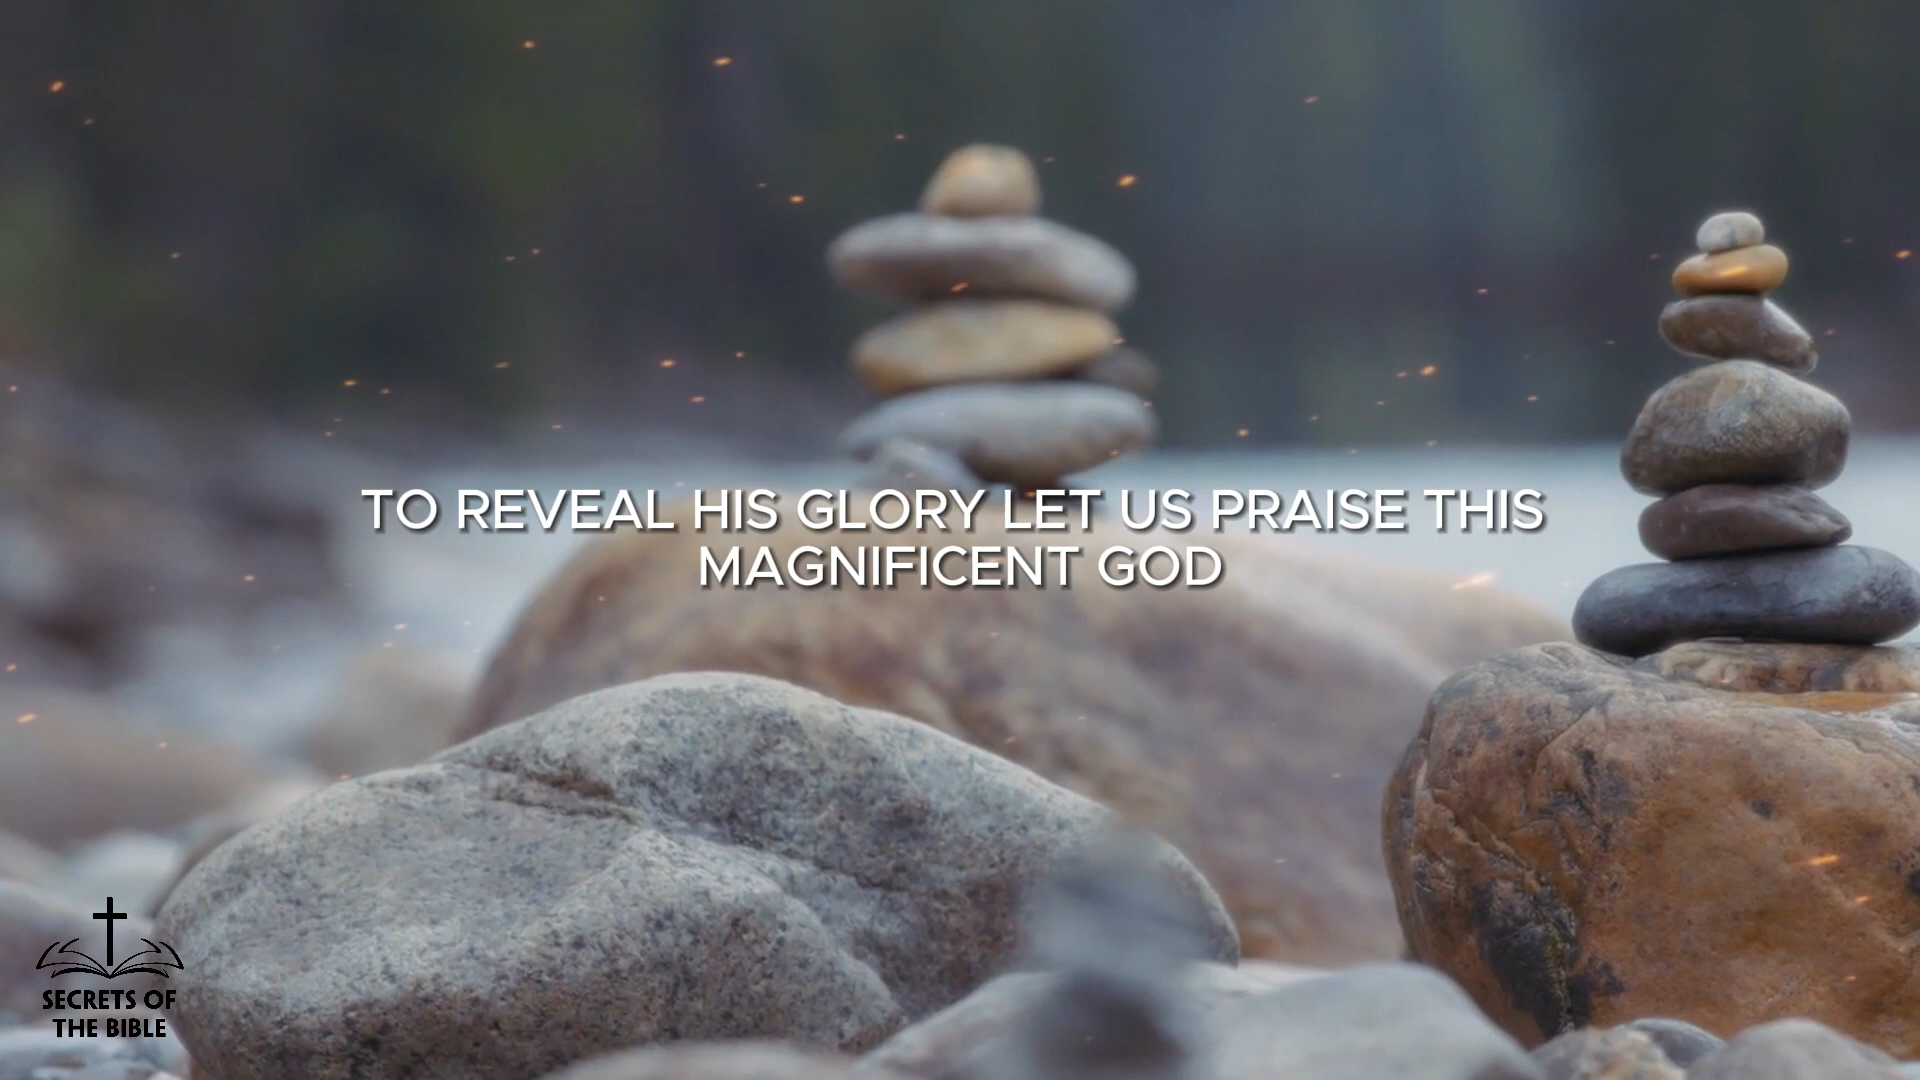 TO REVEAL HIS GLORY LET US PRAISE THIS
MAGNIFICENT GOD
SECRETS OF
THE BIBLE